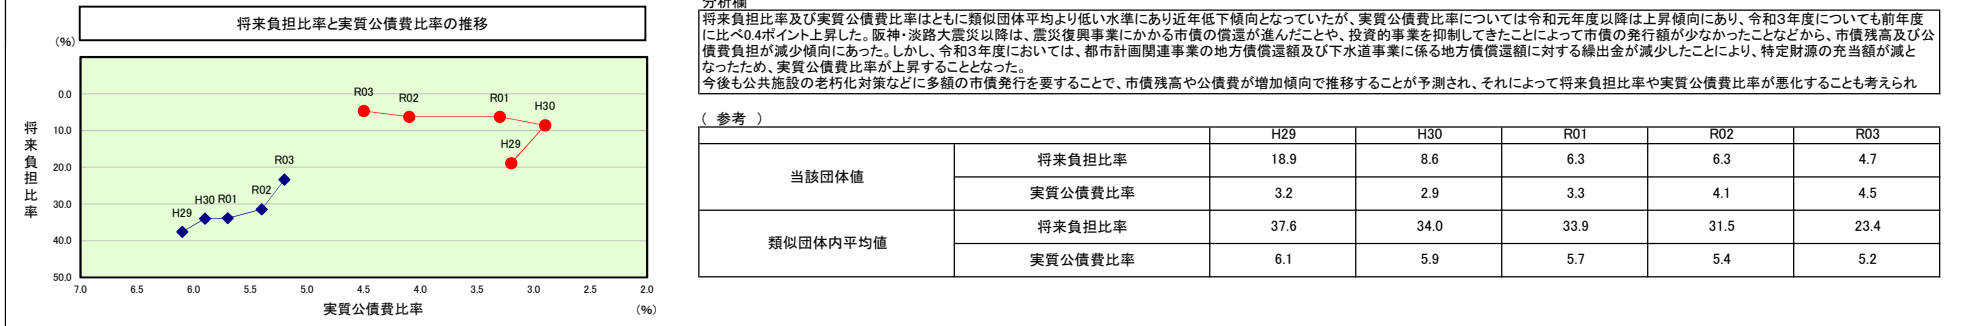 将来負担比率と実質公債費比率の推移
(%)
0.0
10.0
20.0
30.0
40.0
50.0
将来負担比率
R03
R02
R01
H30
H29
R03
R02
H30 R01
H29
7.0 6.5 6.0 5.5 5.0 4.5 4.0 3.5 3.0 2.5 2.0
実質公債費比率
(%)
分析欄
将来負担比率及び実質公債費比率はともに類似団体平均より低い水準にあり近年低下傾向となっていたが、実質公債費比率については令和元年度以降は上昇傾向にあり、令和3年度についても前年度
に比べ0.4ポイント上昇した。阪神・淡路大震災以降は、震災復興事業にかかる市債の償還が進んだことや、投資的事業を抑制してきたことによって市債の発行額が少なかったことなどから、市債残高及び公
債費負担が減少傾向にあった。しかし、令和3年度においては、都市計画関連事業の地方債償還額及び下水道事業に係る地方債償還額に対する繰出金が減少したことにより、特定財源の充当額が減と
なったため、実質公債費比率が上昇することとなった。
今後も公共施設の老朽化対策などに多額の市債発行を要することで、市債残高や公債費が増加傾向で推移することが予測され、それによって将来負担比率や実質公債費比率が悪化することも考えられ
( 参考 )
H29 H30 R01 R02 R03
当該団体値
将来負担比率 18.9 8.6 6.3 6.3 4.7
実質公債費比率 3.2 2.9 3.3 4.1 4.5
類似団体内平均値
将来負担比率 37.6 34.0 33.9 31.5 23.4
実質公債費比率 6.1 5.9 5.7 5.4 5.2